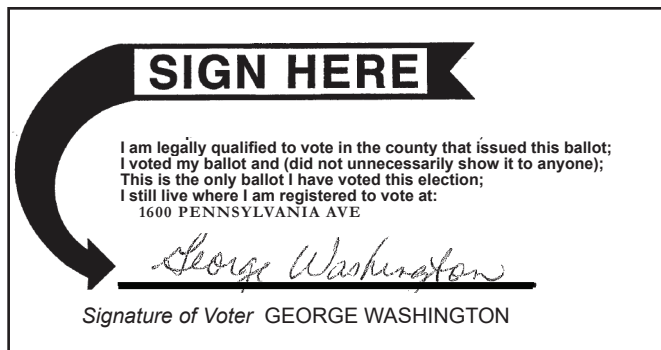 SIGN HERE
I am legally qualified to vote in the county that issued this ballot;
I voted my ballot and (did not unnecessarily show it to anyone);
This is the only ballot I have voted this election;
I still live where I am registered to vote at:
1600 PENNSYLVANIA AVE
George Washington
Signature of Voter GEORGE WASHINGTON